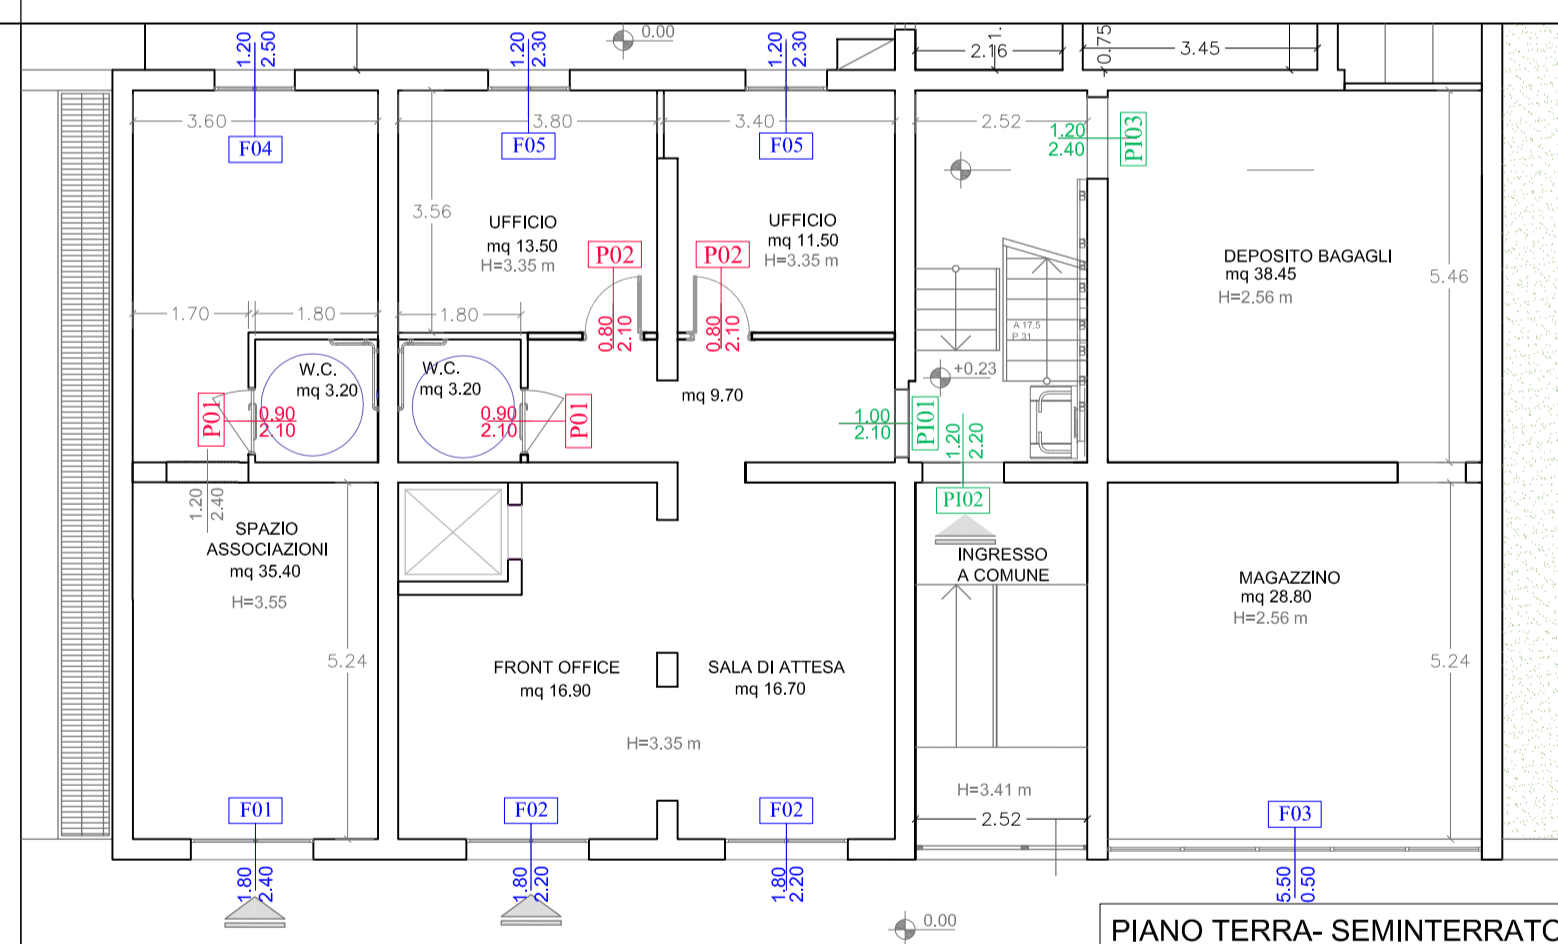 1.20
2.50
1.20
2.30
0.00
1.20
2.30
2.16
0.75
3.45
3.60
F04
3.80
F05
3.40
F05
2.52
1.20
2.40
PI03
3.56
UFFICIO
mq 13.50
H=3.35 m
P02
P02
UFFICIO
mq 11.50
H=3.35 m
DEPOSITO BAGAGLI
mq 38.45
H=2.56 m
5.46
1.70
1.80
1.80
0.80
2.10
0.80
2.10
A 17,5
P 31
W.C.
mq 3.20
W.C.
mq 3.20
mq 9.70
+0.23
P01
0.90
2.10
0.90
2.10
P01
1.00
2.10
PI01
1.20
2.20
PI02
1.20
2.40
SPAZIO
ASSOCIAZIONI
mq 35.40
H=3.55
INGRESSO
A COMUNE
MAGAZZINO
mq 28.80
H=2.56 m
5.24
FRONT OFFICE
mq 16.90
SALA DI ATTESA
mq 16.70
5.24
H=3.35 m
H=3.41 m
2.52
F01
F02
F02
F03
1.80
2.40
1.80
2.20
1.80
2.20
5.50
0.50
0.00
PIANO TERRA- SEMINTERRATO